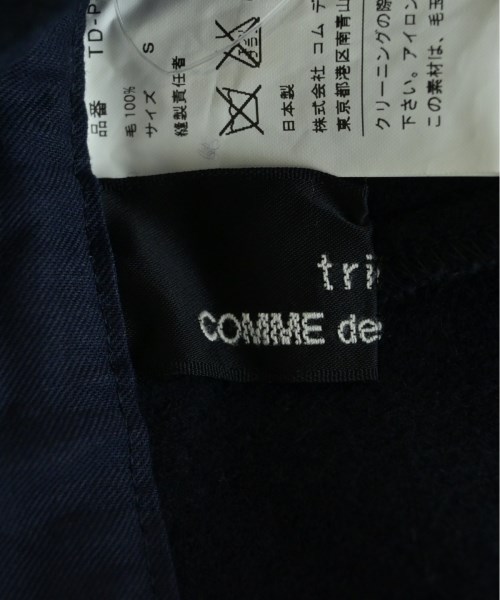 品番 TD-P
毛 100%
サイズ S
縫製責任者
日本製
株式会社 コム デ
東京都港区南青山
クリーニングの際
下さい。アイロン
この素材は、毛玉
tri
COMME de